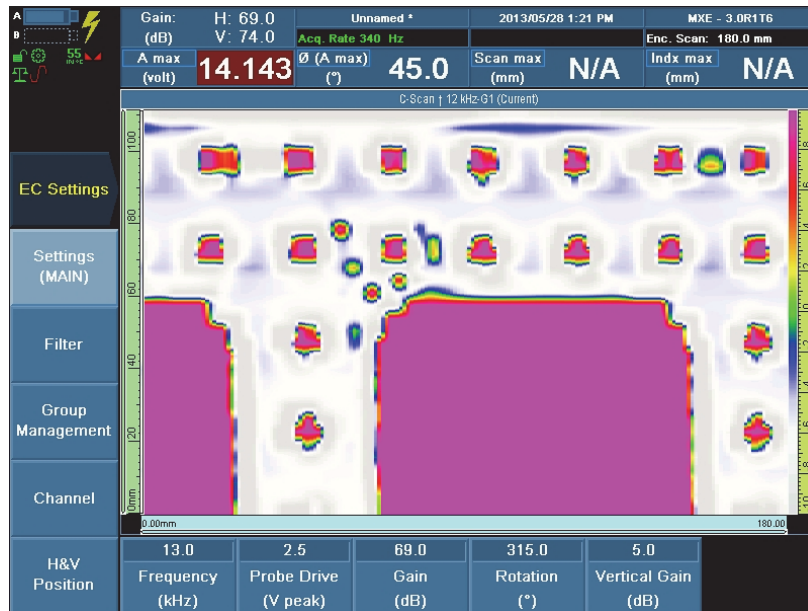 A
B
55
IN °C
Gain: H: 69.0
(dB) V: 74.0
Unnamed *
2013/05/28 1:21 PM
MXE - 3.0R1T6
Acq. Rate 340 Hz
Enc. Scan: 180.0 mm
A max
(volt)
14.143
Ø (A max)
(°)
45.0
Scan max
(mm)
N/A
Indx max
(mm)
N/A
C-Scan † 12 kHz-G1 (Current)
EC Settings
Settings
(MAIN)
Filter
Group
Management
Channel
H&V
Position
100
80
60
40
20
0mm
0.00mm
180.00
13.0
Frequency
(kHz)
2.5
Probe Drive
(V peak)
69.0
Gain
(dB)
315.0
Rotation
(°)
5.0
Vertical Gain
(dB)